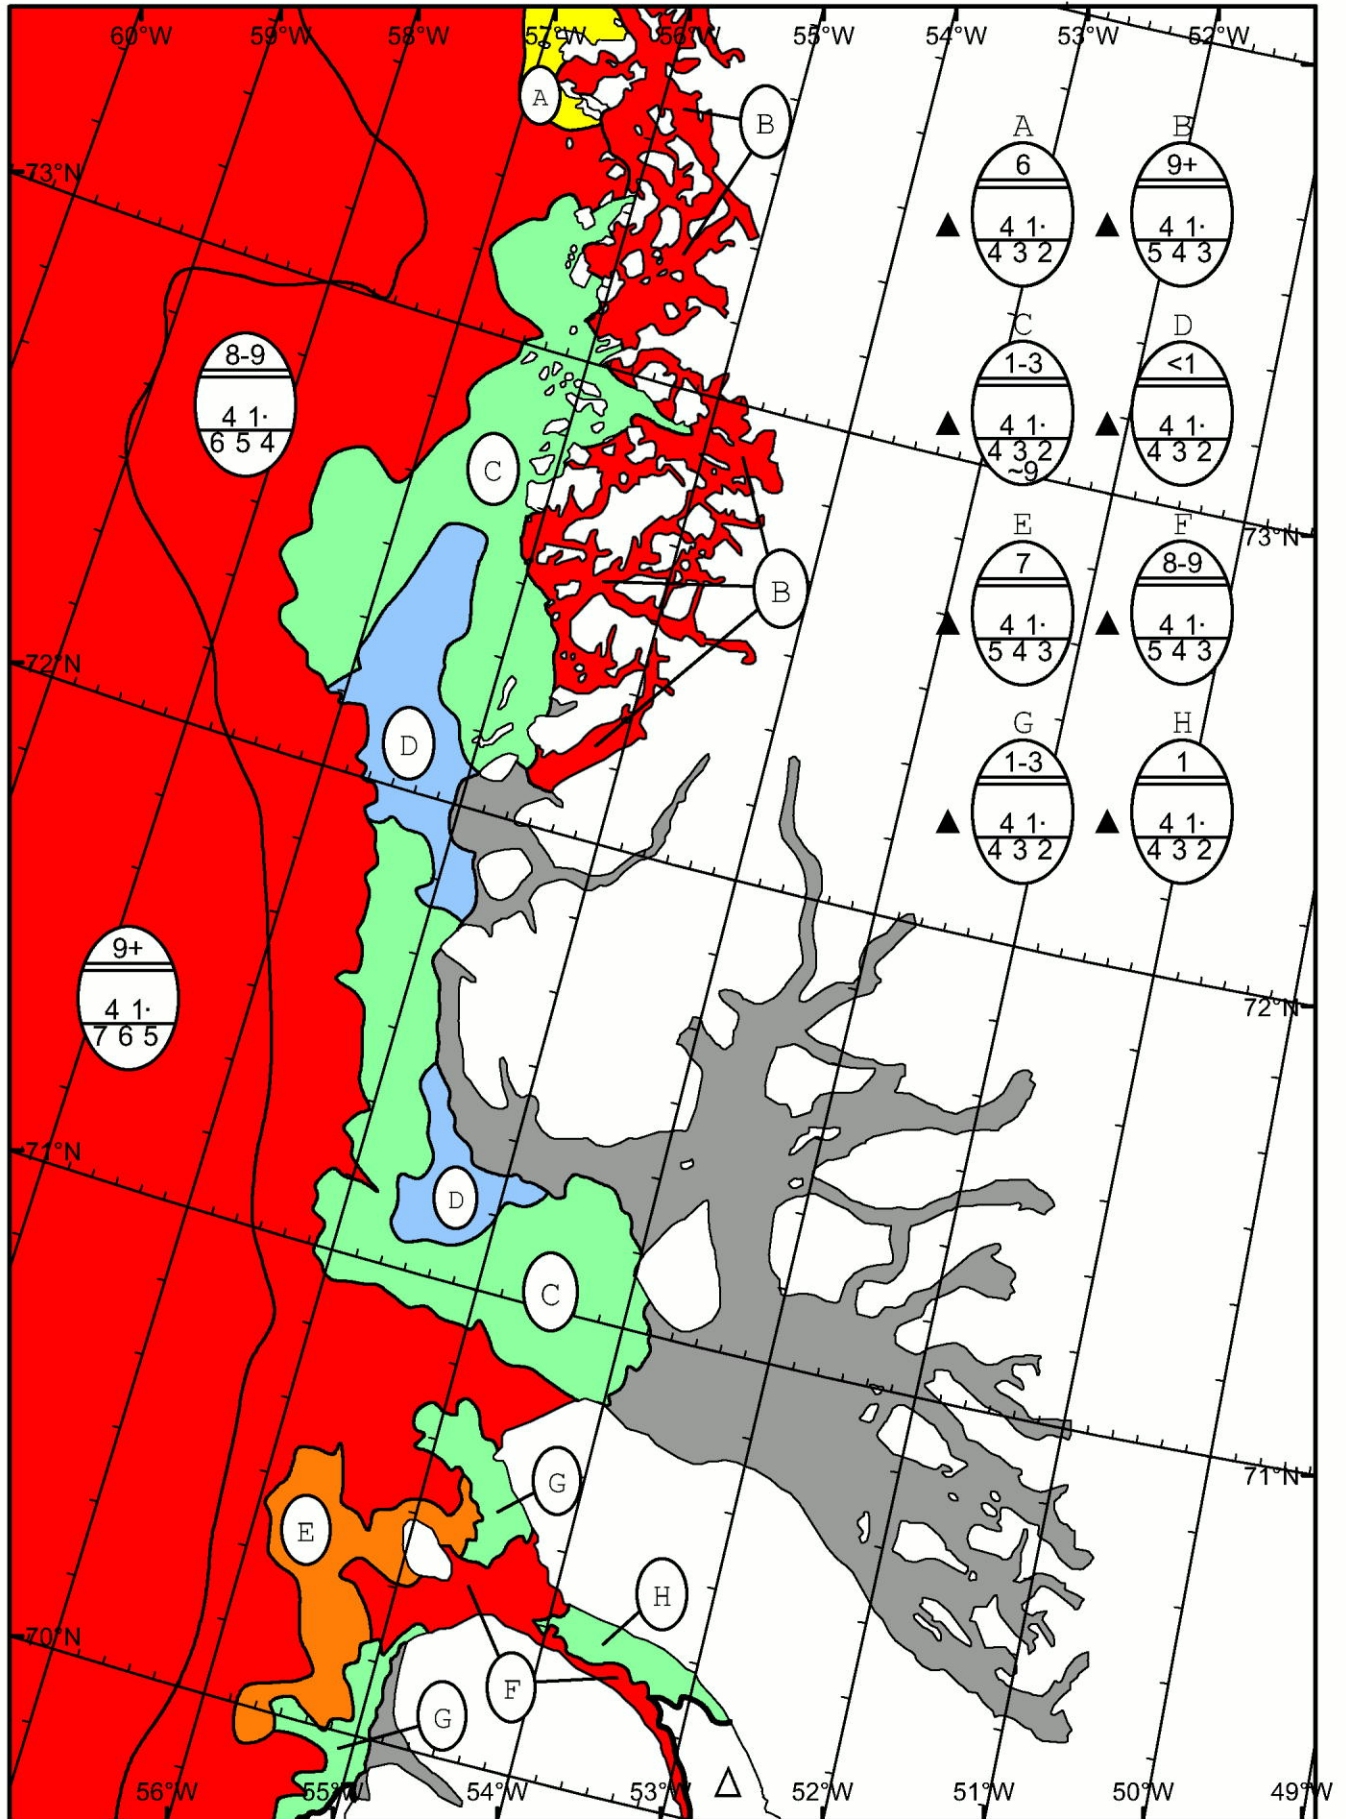 60°W 59°W 58°W 57°W 56°W 55°W 54°W 53°W 52°W
A
B
A B
6 9+
4 1· 4 1·
4 3 2 5 4 3
73°N
C D
1-3 <1
4 1· 4 1·
4 3 2 4 3 2
~9
8-9
4 1·
6 5 4
C
E F
7 8-9
4 1· 4 1·
5 4 3 5 4 3
73°N
B
72°N
D
G H
1-3 1
4 1· 4 1·
4 3 2 4 3 2
9+
4 1·
7 6 5
72°N
71°N
D
C
71°N
G
E
H
70°N
F
G
56°W 55°W 54°W 53°W 52°W 51°W 50°W 49°W